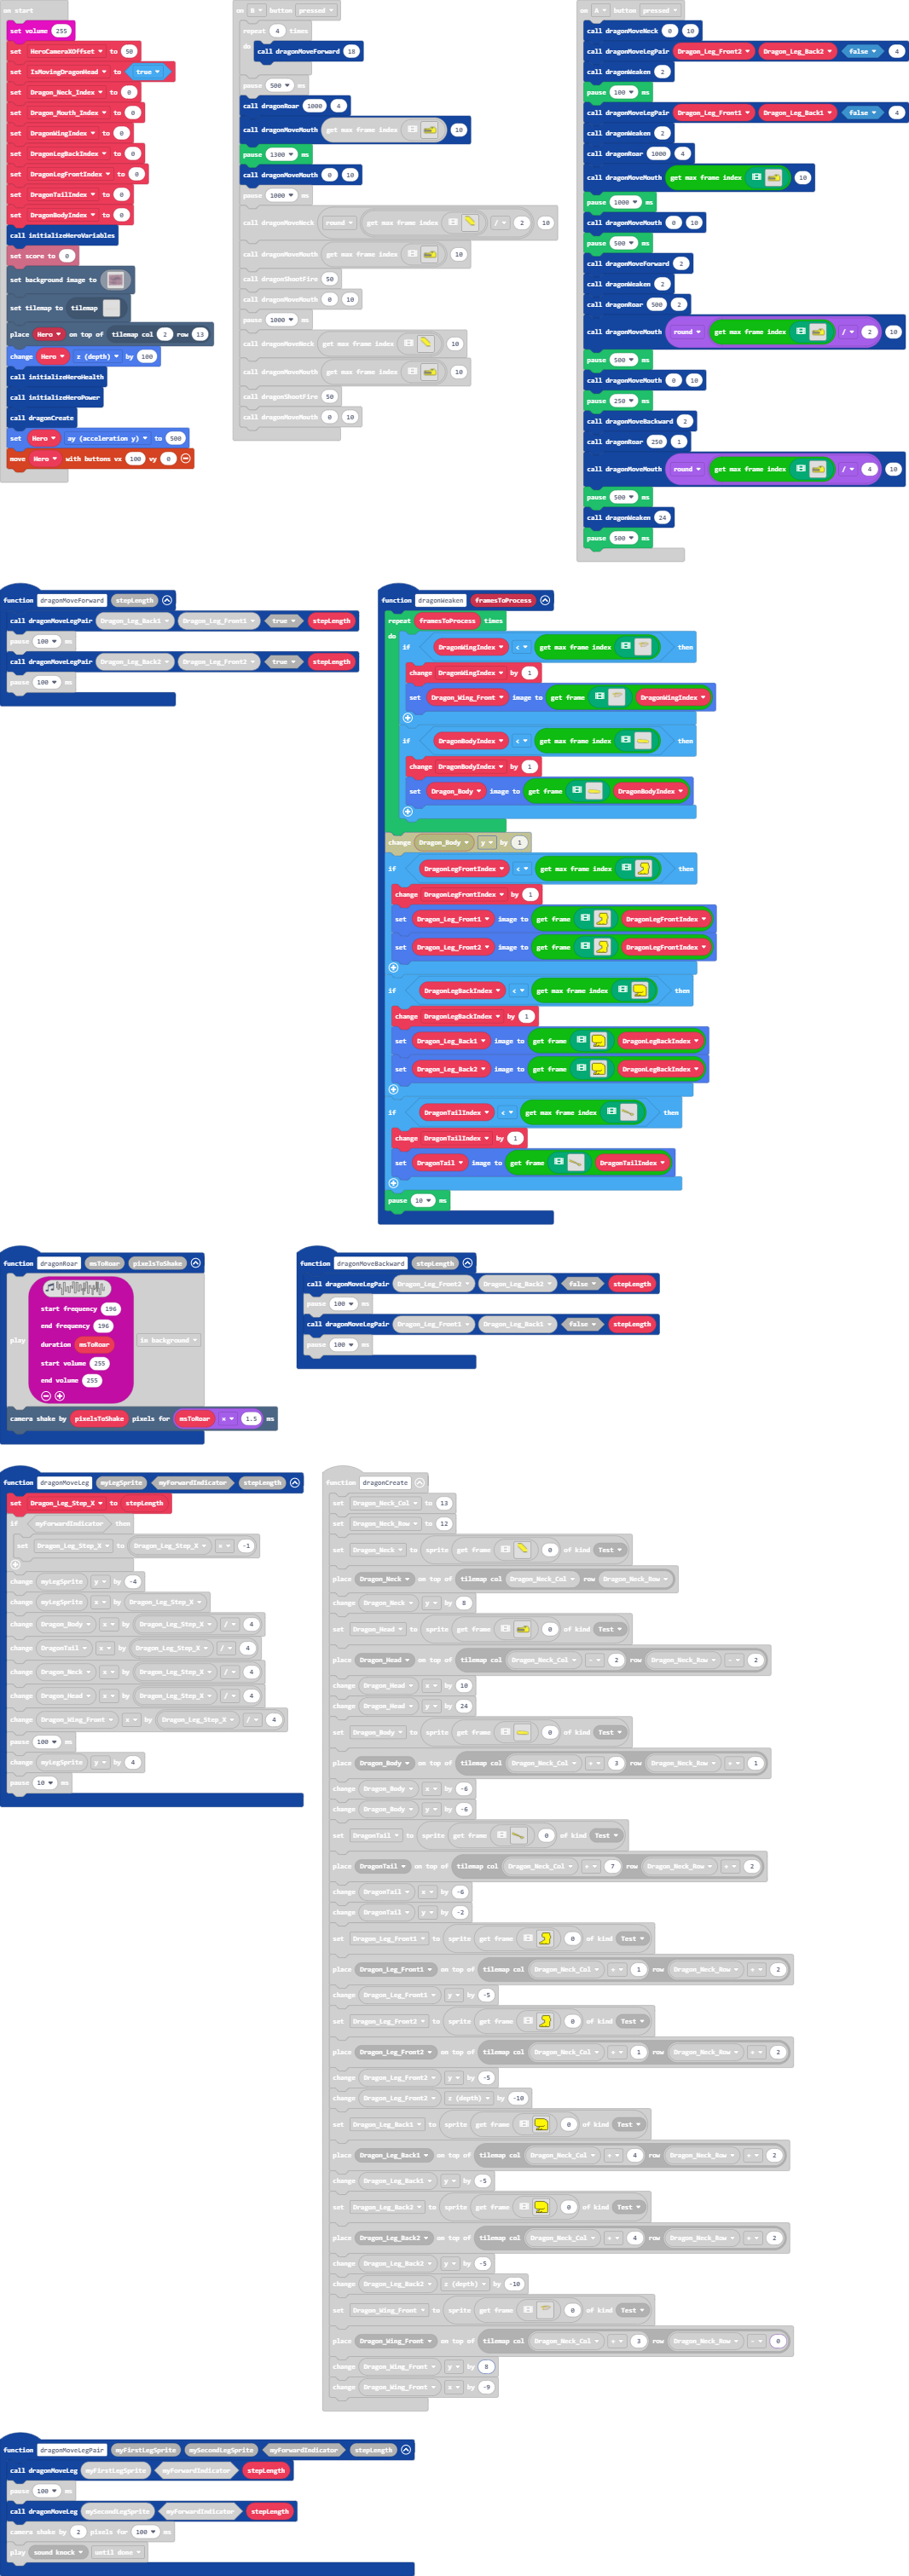 on start
set volume 255
set HeroCameraXOffset to 50
set IsMovingDragonHead to true
set Dragon_Neck_Index to 0
set Dragon_Mouth_Index to 0
set DragonWingIndex to 0
set DragonLegBackIndex to 0
set DragonLegFrontIndex to 0
set DragonTailIndex to 0
set DragonBodyIndex to 0
call initializeHeroVariables
set score to 0
set background image to
set tilemap to tilemap
place Hero on top of tilemap col 2 row 13
change Hero z (depth) by 100
call initializeHeroHealth
call initializeHeroPower
call dragonCreate
set Hero ay (acceleration y) to 500
move Hero with buttons vx 100 vy 0
on B button pressed
repeat 4 times
do call dragonMoveForward 18
pause 500 ms
call dragonRoar 1000 4
call dragonMoveMouth get max frame index 10
pause 1300 ms
call dragonMoveMouth 0 10
pause 1000 ms
call dragonMoveNeck round get max frame index / 2 10
call dragonMoveMouth get max frame index 10
call dragonShootFire 50
call dragonMoveMouth 0 10
pause 1000 ms
call dragonMoveNeck get max frame index 10
call dragonMoveMouth get max frame index 10
call dragonShootFire 50
call dragonMoveMouth 0 10
on A button pressed
call dragonMoveNeck 0 10
call dragonMoveLegPair Dragon_Leg_Front2 Dragon_Leg_Back2 false 4
call dragonWeaken 2
pause 100 ms
call dragonMoveLegPair Dragon_Leg_Front1 Dragon_Leg_Back1 false 4
call dragonWeaken 2
call dragonRoar 1000 4
call dragonMoveMouth get max frame index 10
pause 1000 ms
call dragonMoveMouth 0 10
pause 500 ms
call dragonMoveForward 2
call dragonWeaken 2
call dragonRoar 500 2
call dragonMoveMouth round get max frame index / 2 10
pause 500 ms
call dragonMoveMouth 0 10
pause 250 ms
call dragonMoveBackward 2
call dragonRoar 250 1
call dragonMoveMouth round get max frame index / 4 10
pause 500 ms
call dragonWeaken 24
pause 500 ms
function dragonMoveForward stepLength
call dragonMoveLegPair Dragon_Leg_Back1 Dragon_Leg_Front1 true stepLength
pause 100 ms
call dragonMoveLegPair Dragon_Leg_Back2 Dragon_Leg_Front2 true stepLength
pause 100 ms
function dragonWeaken framesToProcess
repeat framesToProcess times
do if DragonWingIndex < get max frame index then
change DragonWingIndex by 1
set Dragon_Wing_Front image to get frame DragonWingIndex
if DragonBodyIndex < get max frame index then
change DragonBodyIndex by 1
set Dragon_Body image to get frame DragonBodyIndex
change Dragon_Body y by 1
if DragonLegFrontIndex < get max frame index then
change DragonLegFrontIndex by 1
set Dragon_Leg_Front1 image to get frame DragonLegFrontIndex
set Dragon_Leg_Front2 image to get frame DragonLegFrontIndex
if DragonLegBackIndex < get max frame index then
change DragonLegBackIndex by 1
set Dragon_Leg_Back1 image to get frame DragonLegBackIndex
set Dragon_Leg_Back2 image to get frame DragonLegBackIndex
if DragonTailIndex < get max frame index then
change DragonTailIndex by 1
set DragonTail image to get frame DragonTailIndex
pause 10 ms
function dragonRoar msToRoar pixelsToShake
start frequency 196
end frequency 196
play duration msToRoar in background
start volume 255
end volume 255
camera shake by pixelsToShake pixels for msToRoar x 1.5 ms
function dragonMoveBackward stepLength
call dragonMoveLegPair Dragon_Leg_Front2 Dragon_Leg_Back2 false stepLength
pause 100 ms
call dragonMoveLegPair Dragon_Leg_Front1 Dragon_Leg_Back1 false stepLength
pause 100 ms
function dragonMoveLeg myLegSprite myForwardIndicator stepLength
set Dragon_Leg_Step_X to stepLength
if myForwardIndicator then
set Dragon_Leg_Step_X to Dragon_Leg_Step_X x -1
change myLegSprite y by -4
change myLegSprite x by Dragon_Leg_Step_X
change Dragon_Body x by Dragon_Leg_Step_X / 4
change DragonTail x by Dragon_Leg_Step_X / 4
change Dragon_Neck x by Dragon_Leg_Step_X / 4
change Dragon_Head x by Dragon_Leg_Step_X / 4
change Dragon_Wing_Front x by Dragon_Leg_Step_X / 4
pause 100 ms
change myLegSprite y by 4
pause 10 ms
function dragonCreate
set Dragon_Neck_Col to 13
set Dragon_Neck_Row to 12
set Dragon_Neck to sprite get frame 0 of kind Test
place Dragon_Neck on top of tilemap col Dragon_Neck_Col row Dragon_Neck_Row
change Dragon_Neck y by 8
set Dragon_Head to sprite get frame 0 of kind Test
place Dragon_Head on top of tilemap col Dragon_Neck_Col - 2 row Dragon_Neck_Row - 2
change Dragon_Head x by 10
change Dragon_Head y by 24
set Dragon_Body to sprite get frame 0 of kind Test
place Dragon_Body on top of tilemap col Dragon_Neck_Col + 3 row Dragon_Neck_Row + 1
change Dragon_Body x by -6
change Dragon_Body y by -6
set DragonTail to sprite get frame 0 of kind Test
place DragonTail on top of tilemap col Dragon_Neck_Col + 7 row Dragon_Neck_Row + 2
change DragonTail x by -6
change DragonTail y by -2
set Dragon_Leg_Front1 to sprite get frame 0 of kind Test
place Dragon_Leg_Front1 on top of tilemap col Dragon_Neck_Col + 1 row Dragon_Neck_Row + 2
change Dragon_Leg_Front1 y by -5
set Dragon_Leg_Front2 to sprite get frame 0 of kind Test
place Dragon_Leg_Front2 on top of tilemap col Dragon_Neck_Col + 1 row Dragon_Neck_Row + 2
change Dragon_Leg_Front2 y by -5
change Dragon_Leg_Front2 z (depth) by -10
set Dragon_Leg_Back1 to sprite get frame 0 of kind Test
place Dragon_Leg_Back1 on top of tilemap col Dragon_Neck_Col + 4 row Dragon_Neck_Row + 2
change Dragon_Leg_Back1 y by -5
set Dragon_Leg_Back2 to sprite get frame 0 of kind Test
place Dragon_Leg_Back2 on top of tilemap col Dragon_Neck_Col + 4 row Dragon_Neck_Row + 2
change Dragon_Leg_Back2 y by -5
change Dragon_Leg_Back2 z (depth) by -10
set Dragon_Wing_Front to sprite get frame 0 of kind Test
place Dragon_Wing_Front on top of tilemap col Dragon_Neck_Col + 3 row Dragon_Neck_Row - 0
change Dragon_Wing_Front y by 8
change Dragon_Wing_Front x by -9
function dragonMoveLegPair myFirstLegSprite mySecondLegSprite myForwardIndicator stepLength
call dragonMoveLeg myFirstLegSprite myForwardIndicator stepLength
pause 100 ms
call dragonMoveLeg mySecondLegSprite myForwardIndicator stepLength
camera shake by 2 pixels for 100 ms
play sound knock until done